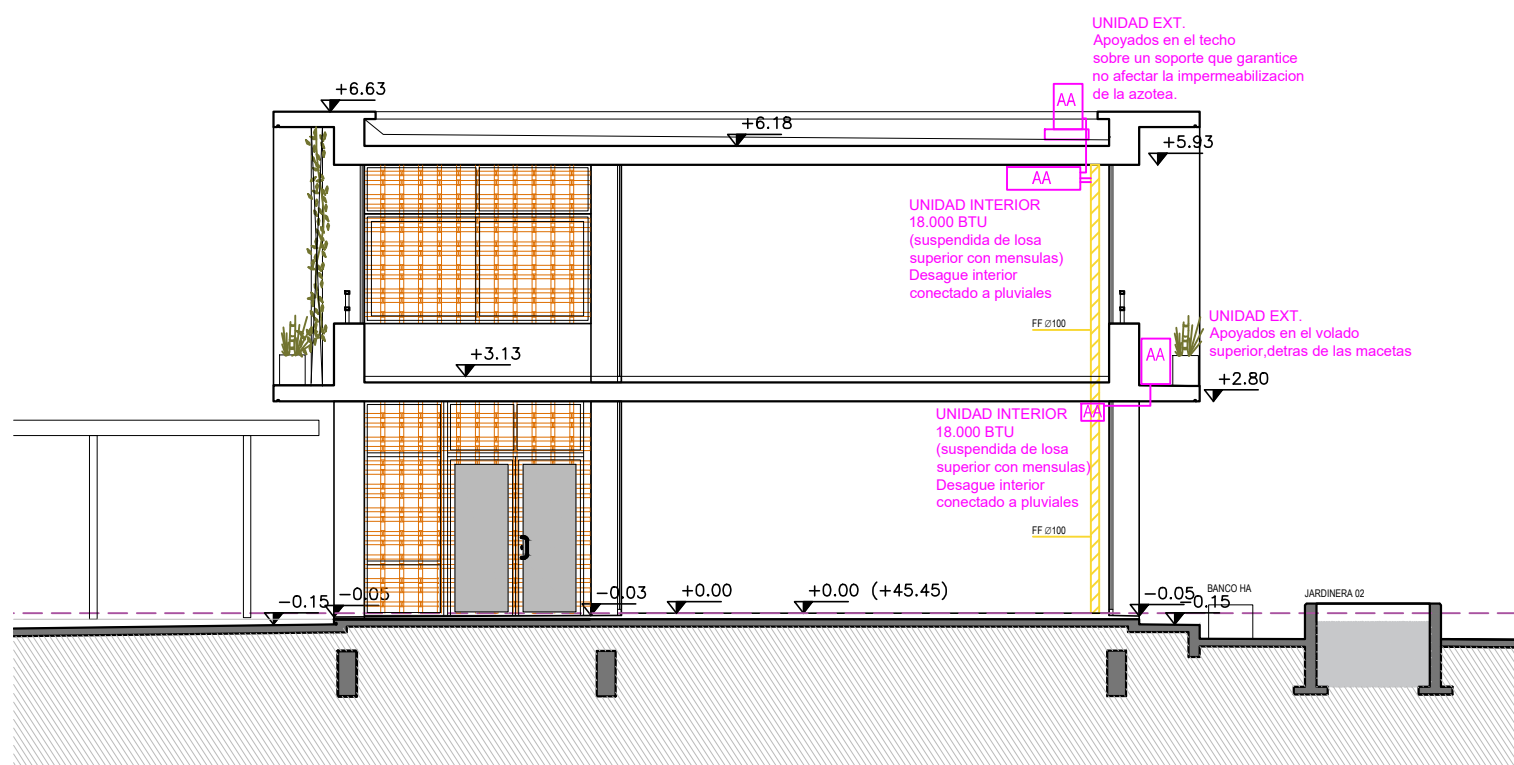 UNIDAD EXT.
Apoyados en el techo
sobre un soporte que garantice
no afectar la impermeabilizacion
de la azotea.
+6.63
AA
+6.18
+5.93
AA
UNIDAD INTERIOR
18.000 BTU
(suspendida de losa
superior con mensulas)
Desague interior
conectado a pluviales
FF Ø100
UNIDAD EXT.
Apoyados en el volado
superior,detras de las macetas
AA
+3.13
+2.80
AA
UNIDAD INTERIOR
18.000 BTU
(suspendida de losa
superior con mensulas)
Desague interior
conectado a pluviales
FF Ø100
−0.15
−0.05
−0.03
+0.00
+0.00 (+45.45)
−0.05
−0.15
BANCO HA
JARDINERA 02